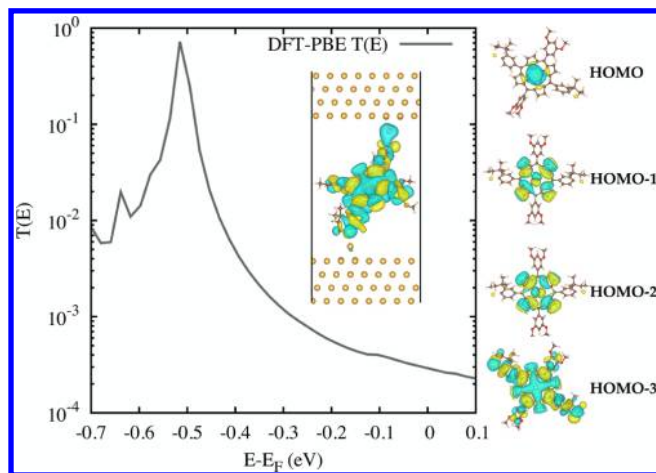 DFT-PBE T(E)
10^0
10^-1
10^-2
10^-3
10^-4
T(E)
-0.7 -0.6 -0.5 -0.4 -0.3 -0.2 -0.1 0 0.1
E-E_F (eV)
HOMO
HOMO-1
HOMO-2
HOMO-3